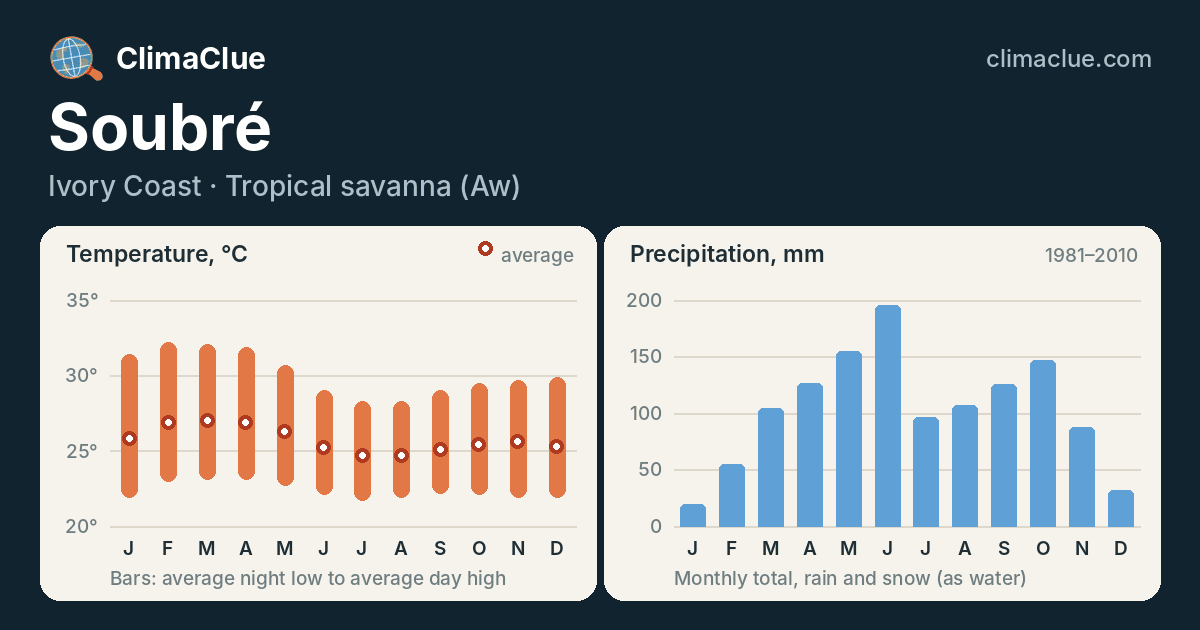 ClimaClue
climaclue.com
Soubré
Ivory Coast · Tropical savanna (Aw)
Temperature, °C
average
35°
30°
25°
20°
J F M A M J J A S O N D
Bars: average night low to average day high
Precipitation, mm
1981–2010
200
150
100
50
0
J F M A M J J A S O N D
Monthly total, rain and snow (as water)